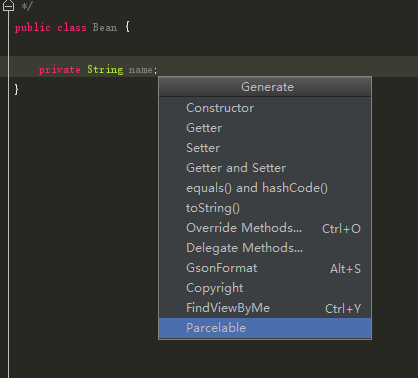 */
public class Bean {
private String name;
}
Generate
Constructor
Getter
Setter
Getter and Setter
equals() and hashCode()
toString()
Override Methods... Ctrl+O
Delegate Methods...
GsonFormat Alt+S
Copyright
FindViewByMe Ctrl+Y
Parcelable